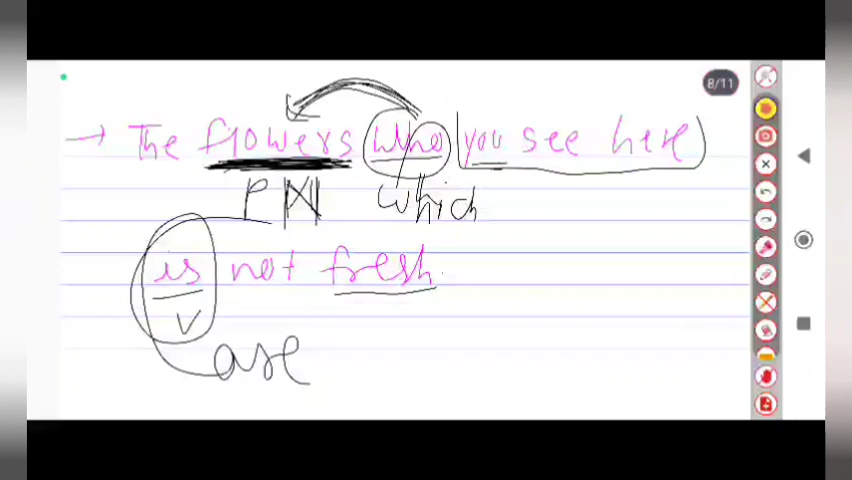 8/11
→ The flowers who you see here
PN which
is not fresh.
V
are